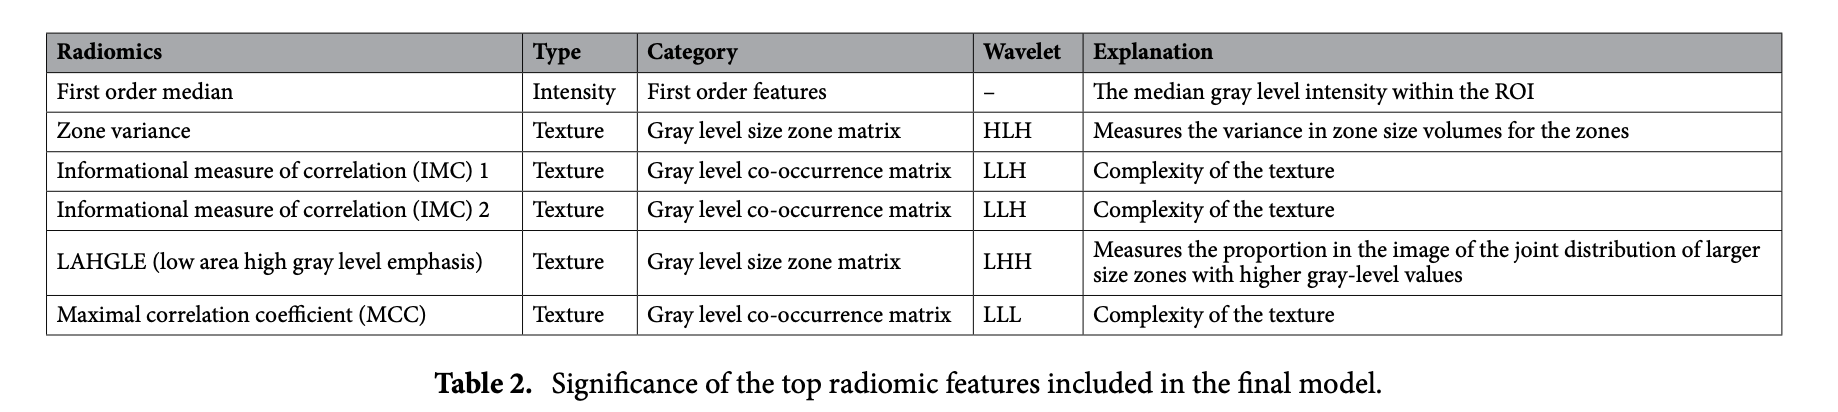 Radiomics Type Category Wavelet Explanation
First order median Intensity First order features – The median gray level intensity within the ROI
Zone variance Texture Gray level size zone matrix HLH Measures the variance in zone size volumes for the zones
Informational measure of correlation (IMC) 1 Texture Gray level co-occurrence matrix LLH Complexity of the texture
Informational measure of correlation (IMC) 2 Texture Gray level co-occurrence matrix LLH Complexity of the texture
LAHGLE (low area high gray level emphasis) Texture Gray level size zone matrix LHH Measures the proportion in the image of the joint distribution of larger
size zones with higher gray-level values
Maximal correlation coefficient (MCC) Texture Gray level co-occurrence matrix LLL Complexity of the texture
Table 2. Significance of the top radiomic features included in the final model.